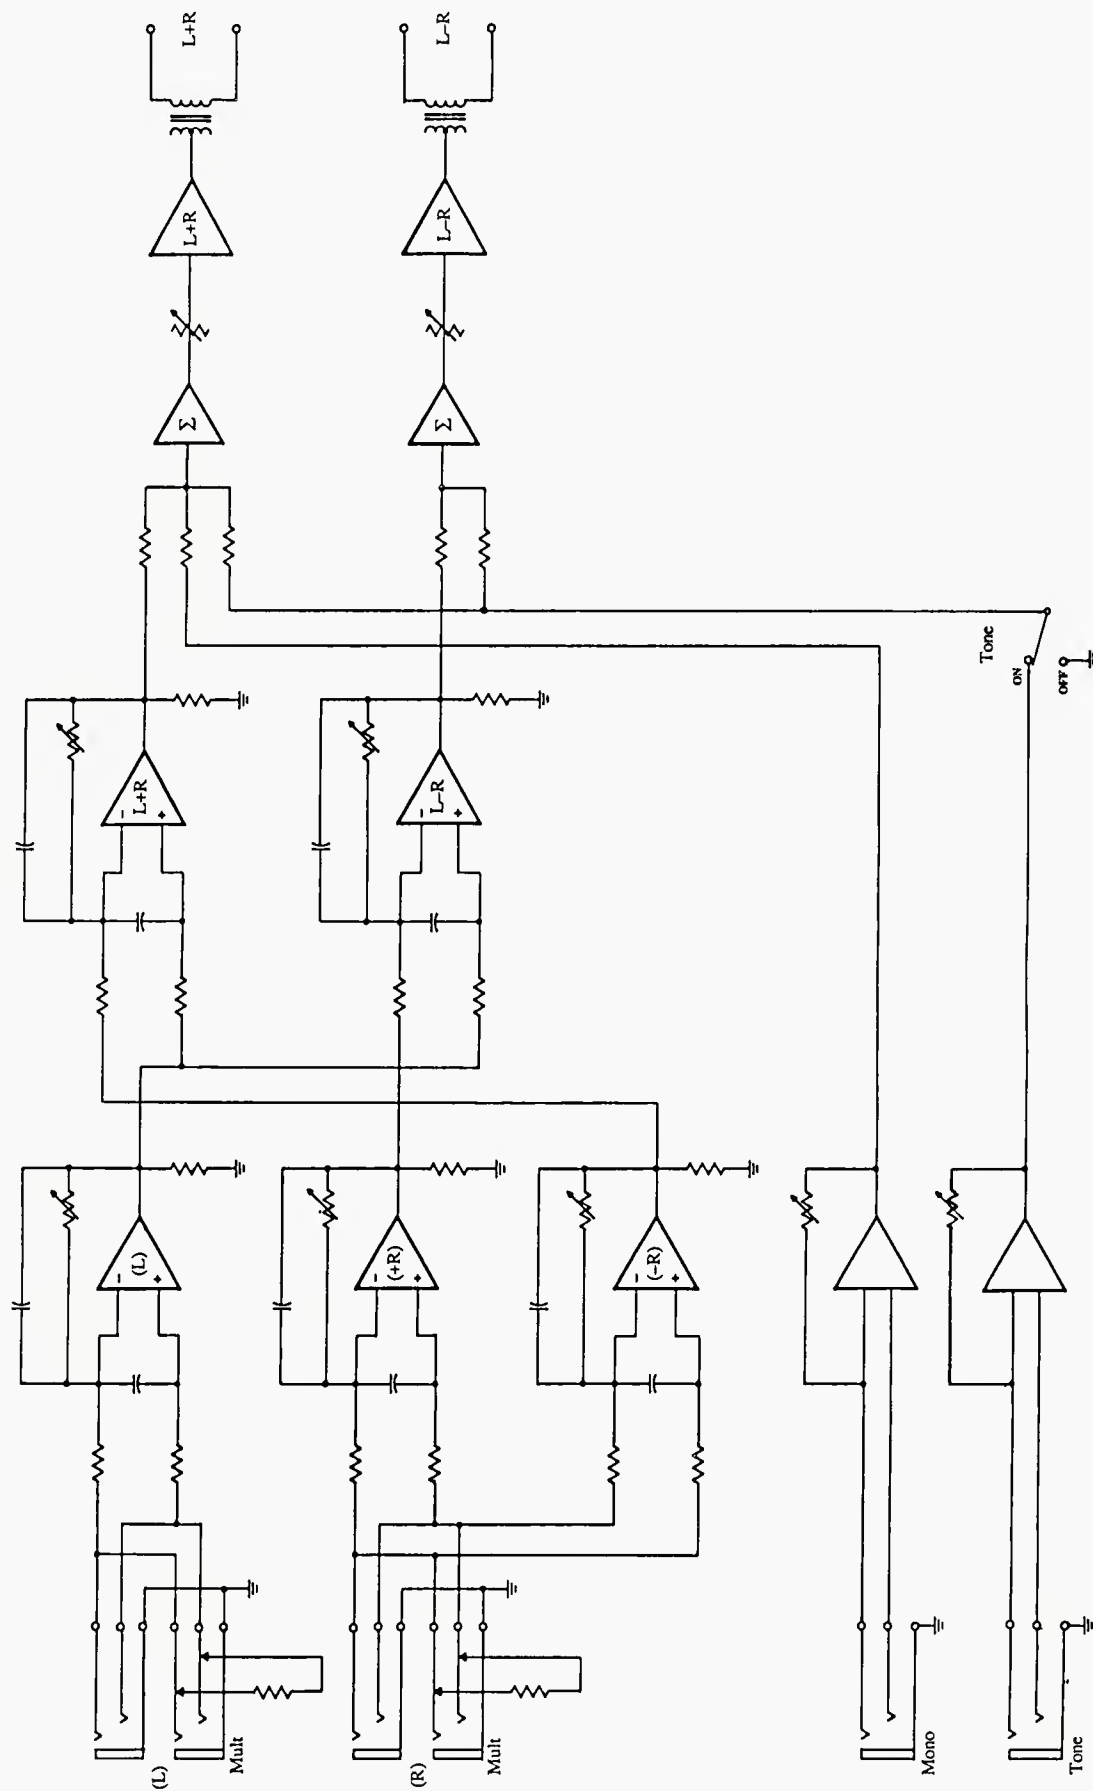 L+R
L−R
L+R
L−R
Σ
Σ
Tone
ON
OFF
− L+R +
− L−R +
− (L) +
− (+R) +
− (−R) +
(L)
Mult
(R)
Mult
Mono
Tone